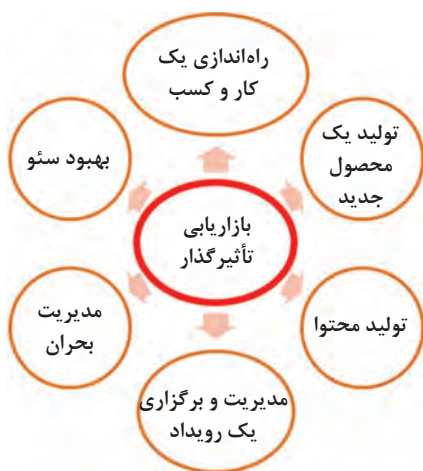 راه‌اندازی یک
کار و کسب
تولید یک
محصول
جدید
بهبود سئو
بازاریابی
تأثیرگذار
مدیریت
بحران
تولید محتوا
مدیریت و برگزاری
یک رویداد